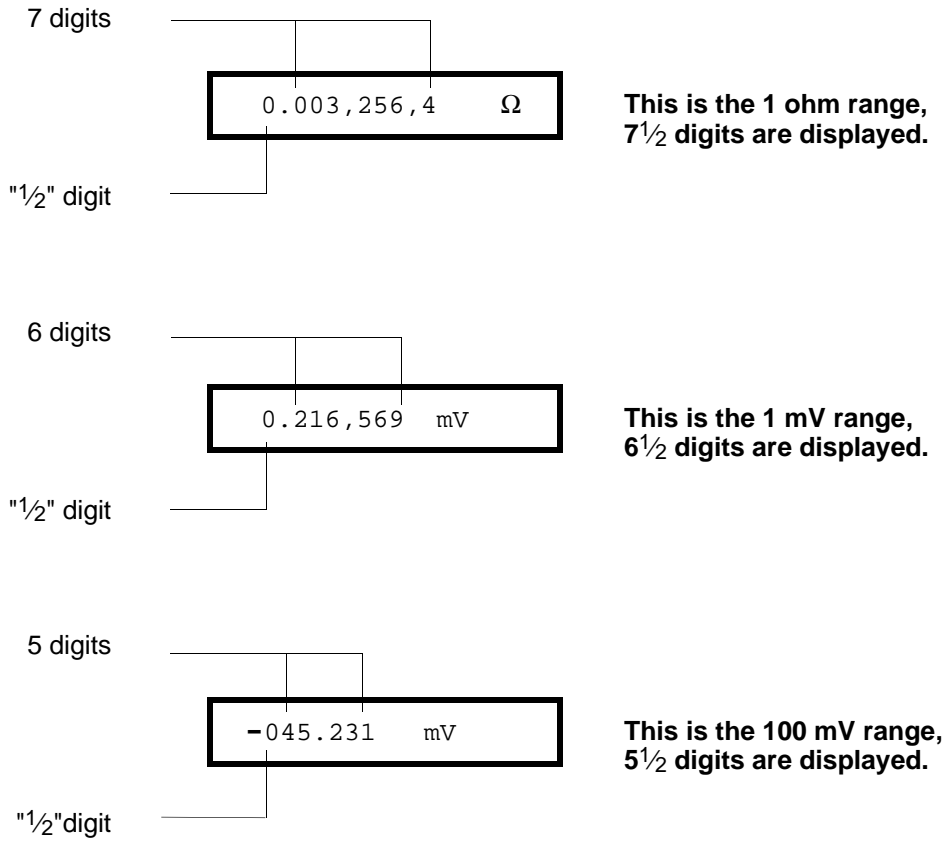 7 digits
0.003,256,4 Ω
This is the 1 ohm range,
7½ digits are displayed.
"½" digit
6 digits
0.216,569 mV
This is the 1 mV range,
6½ digits are displayed.
"½" digit
5 digits
-045.231 mV
This is the 100 mV range,
5½ digits are displayed.
"½"digit